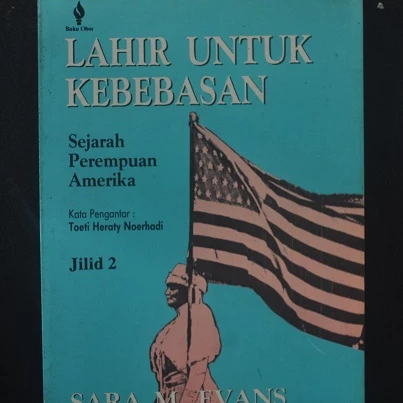 Buku Obor
LAHIR UNTUK
KEBEBASAN
Sejarah
Perempuan
Amerika
Kata Pengantar :
Toeti Heraty Noerhadi
Jilid 2
SARA M. EVANS